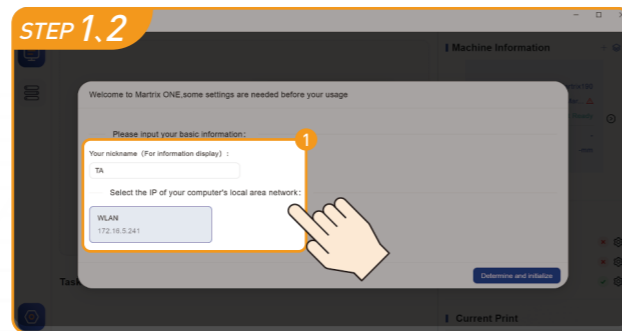 STEP 1、2
Machine Information
Welcome to Martrix ONE,some settings are needed before your usage
Please input your basic information:
1
Your nickname (For information display) :
TA
Select the IP of your computer's local area network:
WLAN
172.16.5.241
Determine and initialize
Task
Current Print